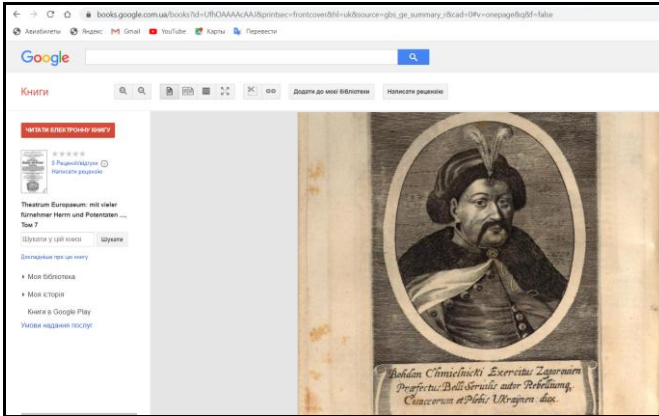 books.google.com.ua/books?id=UfhOAAAAcAAJ&printsec=frontcover&hl=uk&source=gbs_ge_summary_r&cad=0#v=onepage&q&f=false
Авиабилеты Яндекс Gmail YouTube Карты Перевести
Google
Книги
Додати до моєї бібліотеки
Написати рецензію
ЧИТАТИ ЕЛЕКТРОННУ КНИГУ
0 Рецензії/відгуки
Написати рецензію
Theatrum Europaeum: mit vieler
fürnehmer Herrn und Potentaten ...,
Том 7
Шукати у цій книзі Шукати
Докладніше про цю книгу
Моя бібліотека
Моя історія
Книги в Google Play
Умови надання послуг
Bohdan Chmielnicki Exercitus Zaporouien
Præfectus, Belli Servilis autor Rebelliumq.
Cosaccorum et Plebis Ukrajnen dux.